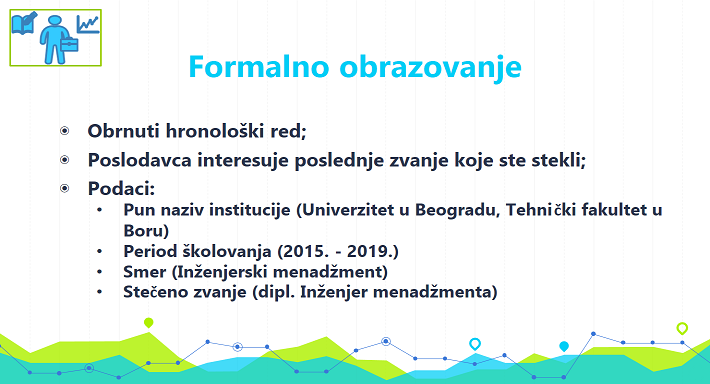 Formalno obrazovanje
Obrnuti hronološki red;
Poslodavca interesuje poslednje zvanje koje ste stekli;
Podaci:
Pun naziv institucije (Univerzitet u Beogradu, Tehnički fakultet u
Boru)
Period školovanja (2015. - 2019.)
Smer (Inženjerski menadžment)
Stečeno zvanje (dipl. Inženjer menadžmenta)